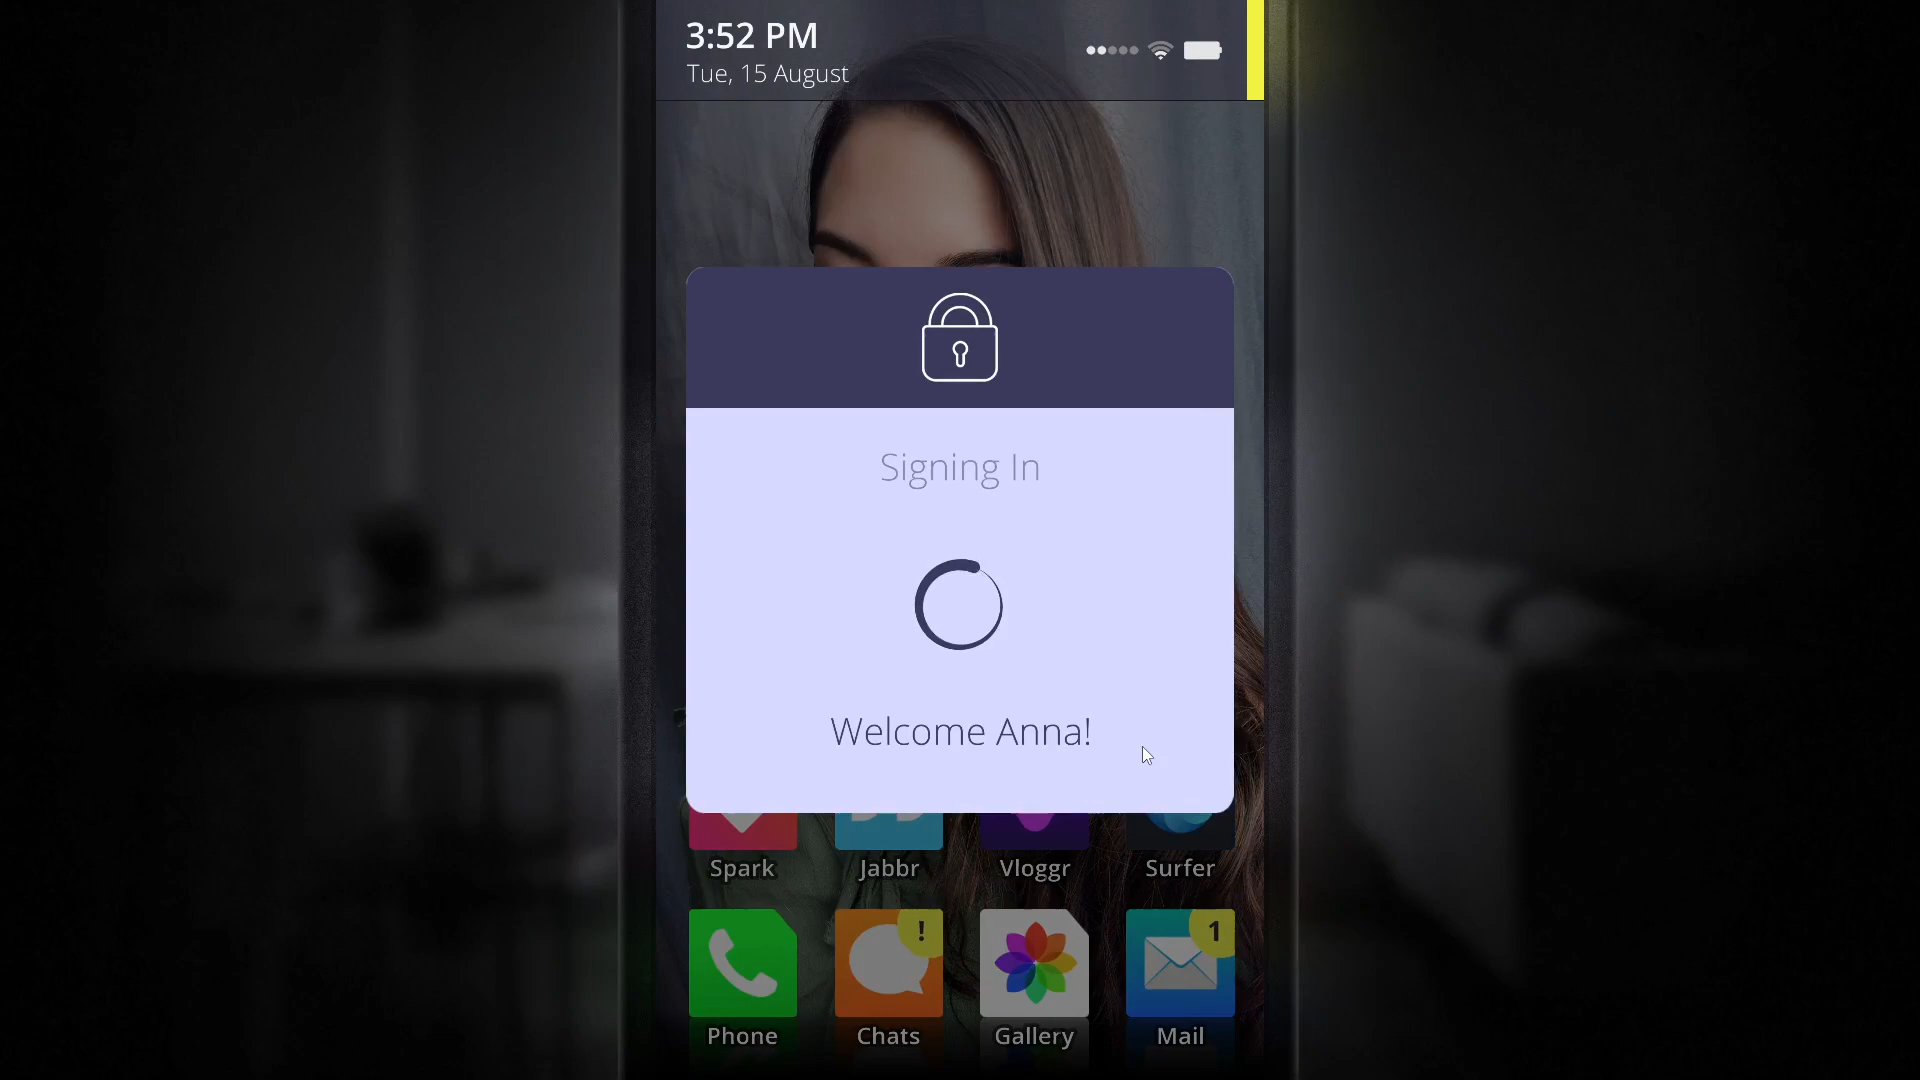 3:52 PM
Tue, 15 August
Signing In
Welcome Anna!
Spark
Jabbr
Vloggr
Surfer
!
1
Phone
Chats
Gallery
Mail